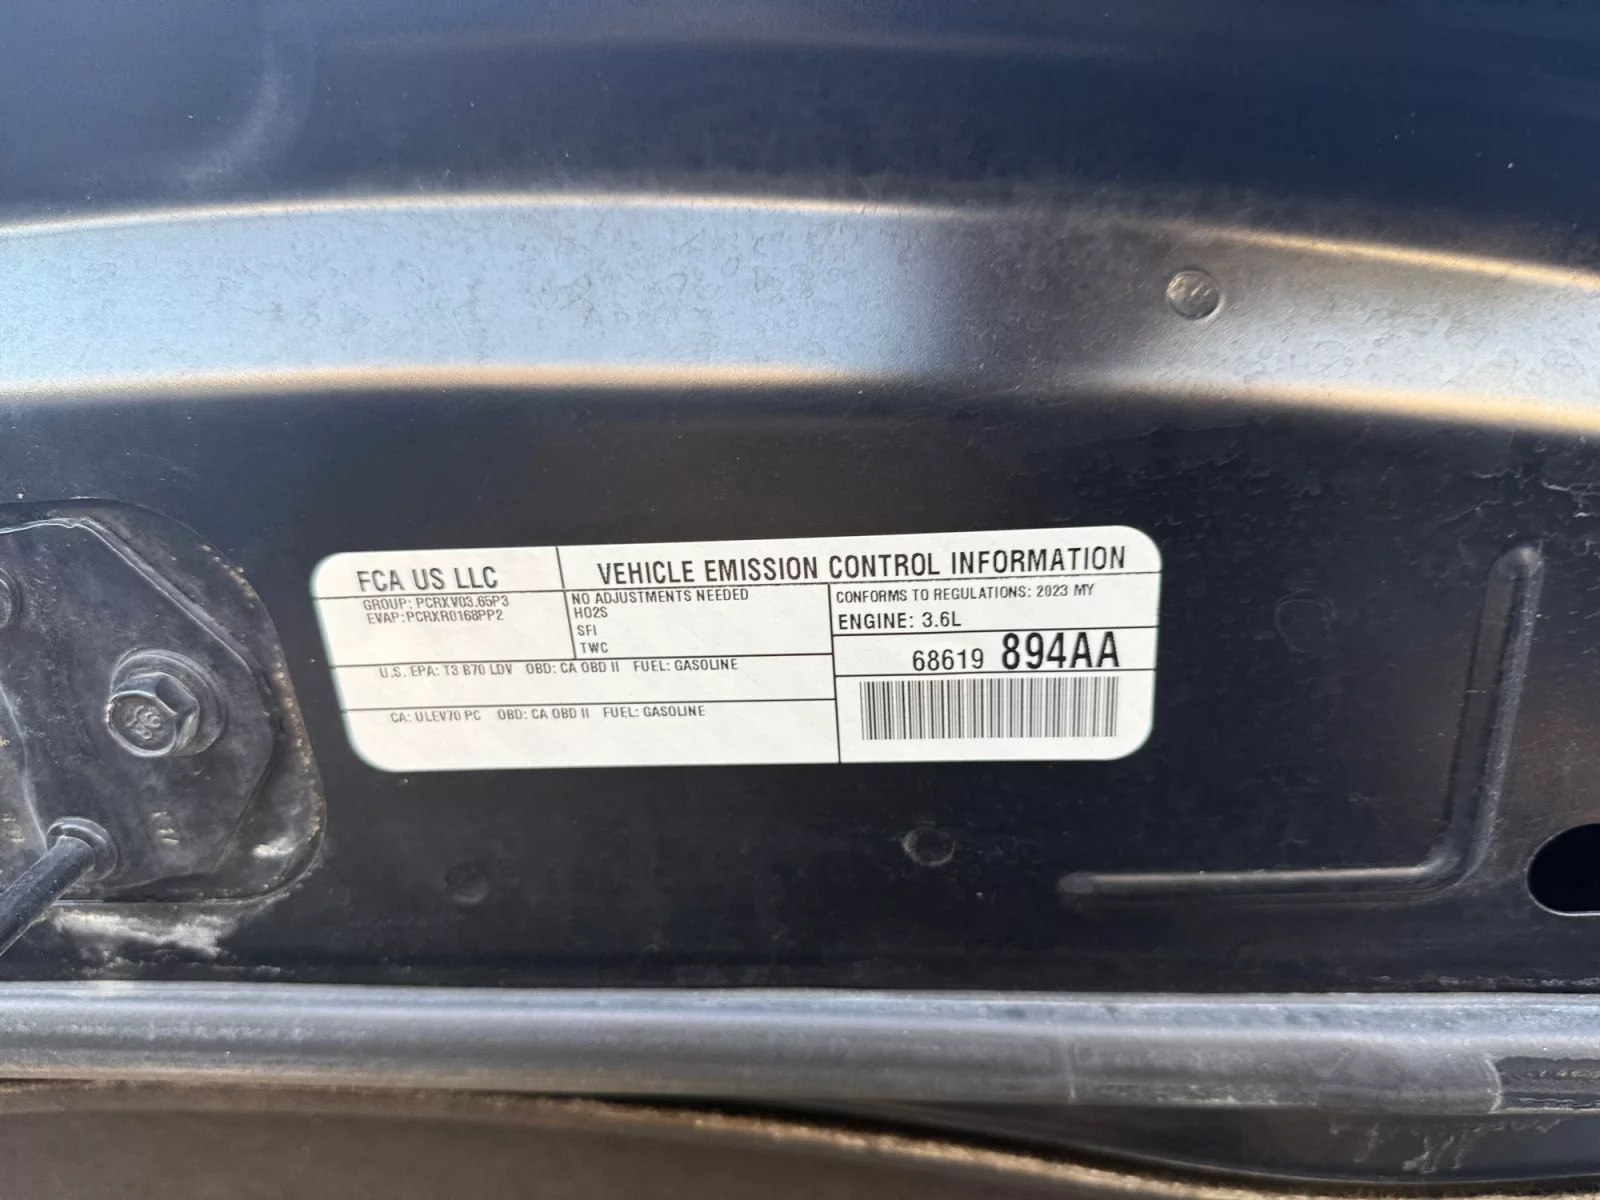 FCA US LLC
VEHICLE EMISSION CONTROL INFORMATION
GROUP: PCRXV03.65P3
EVAP:PCRXR0168PP2
NO ADJUSTMENTS NEEDED
HO2S
SFI
TWC
CONFORMS TO REGULATIONS: 2023 MY
ENGINE: 3.6L
68619 894AA
U.S. EPA: T3 B70 LDV OBD: CA OBD II FUEL: GASOLINE
CA: ULEV70 PC OBD: CA OBD II FUEL: GASOLINE